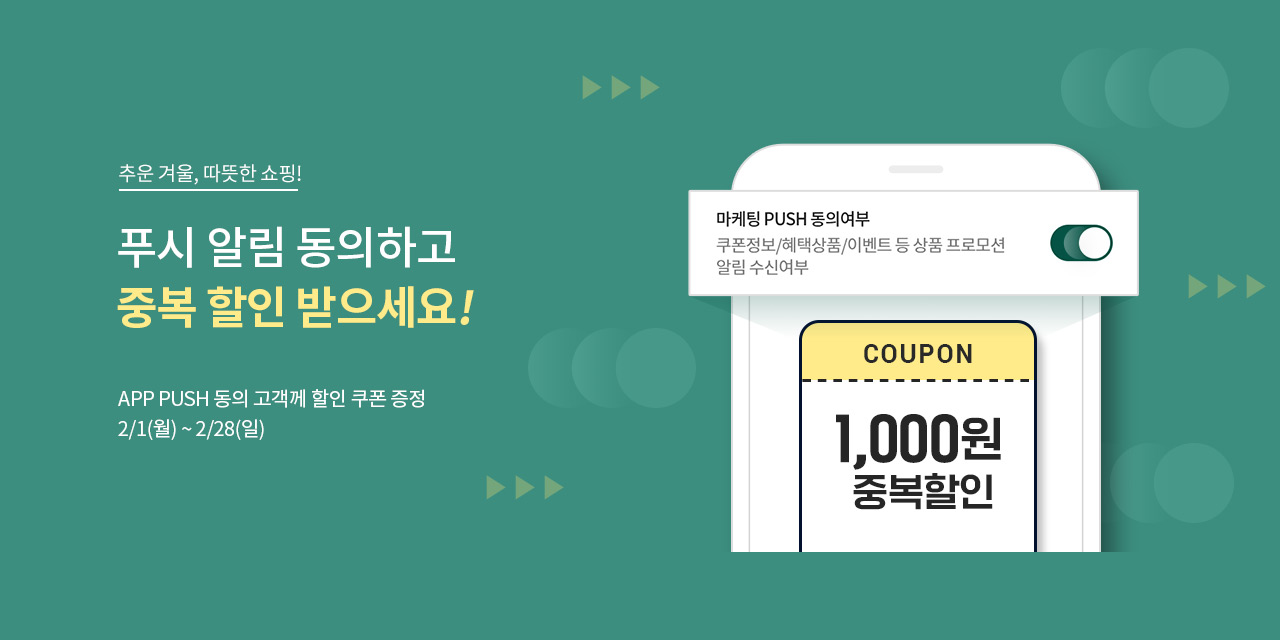 추운 겨울, 따뜻한 쇼핑!
푸시 알림 동의하고
중복 할인 받으세요!
APP PUSH 동의 고객께 할인 쿠폰 증정
2/1(월) ~ 2/28(일)
마케팅 PUSH 동의여부
쿠폰정보/혜택상품/이벤트 등 상품 프로모션
알림 수신여부
COUPON
1,000원
중복할인